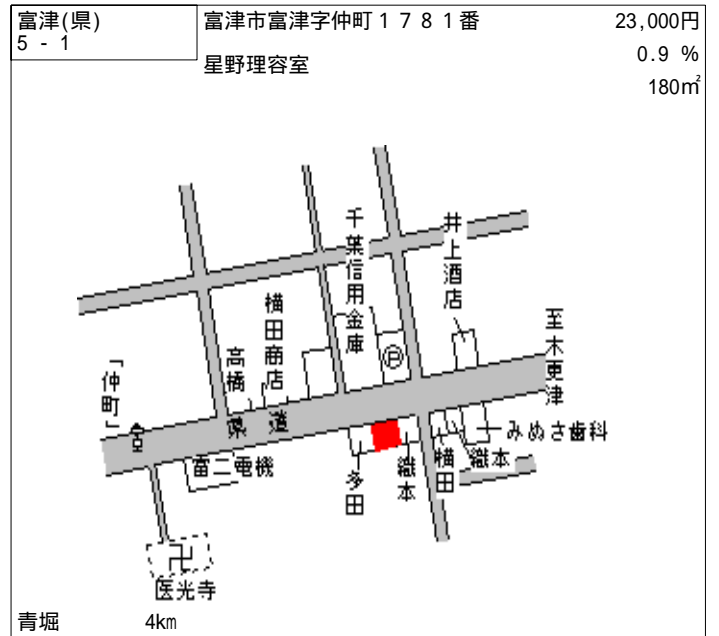 富津(県)
5 - 1
富津市富津字仲町１７８１番
23,000円
星野理容室
0.9 %
180㎡
千葉信用金庫
井上酒店
横田商店
高橋
至木更津
「仲町」
Ⓟ
県道
みぬさ歯科
富二電機
多田
織本
横田
織本
卍
医光寺
青堀
4km